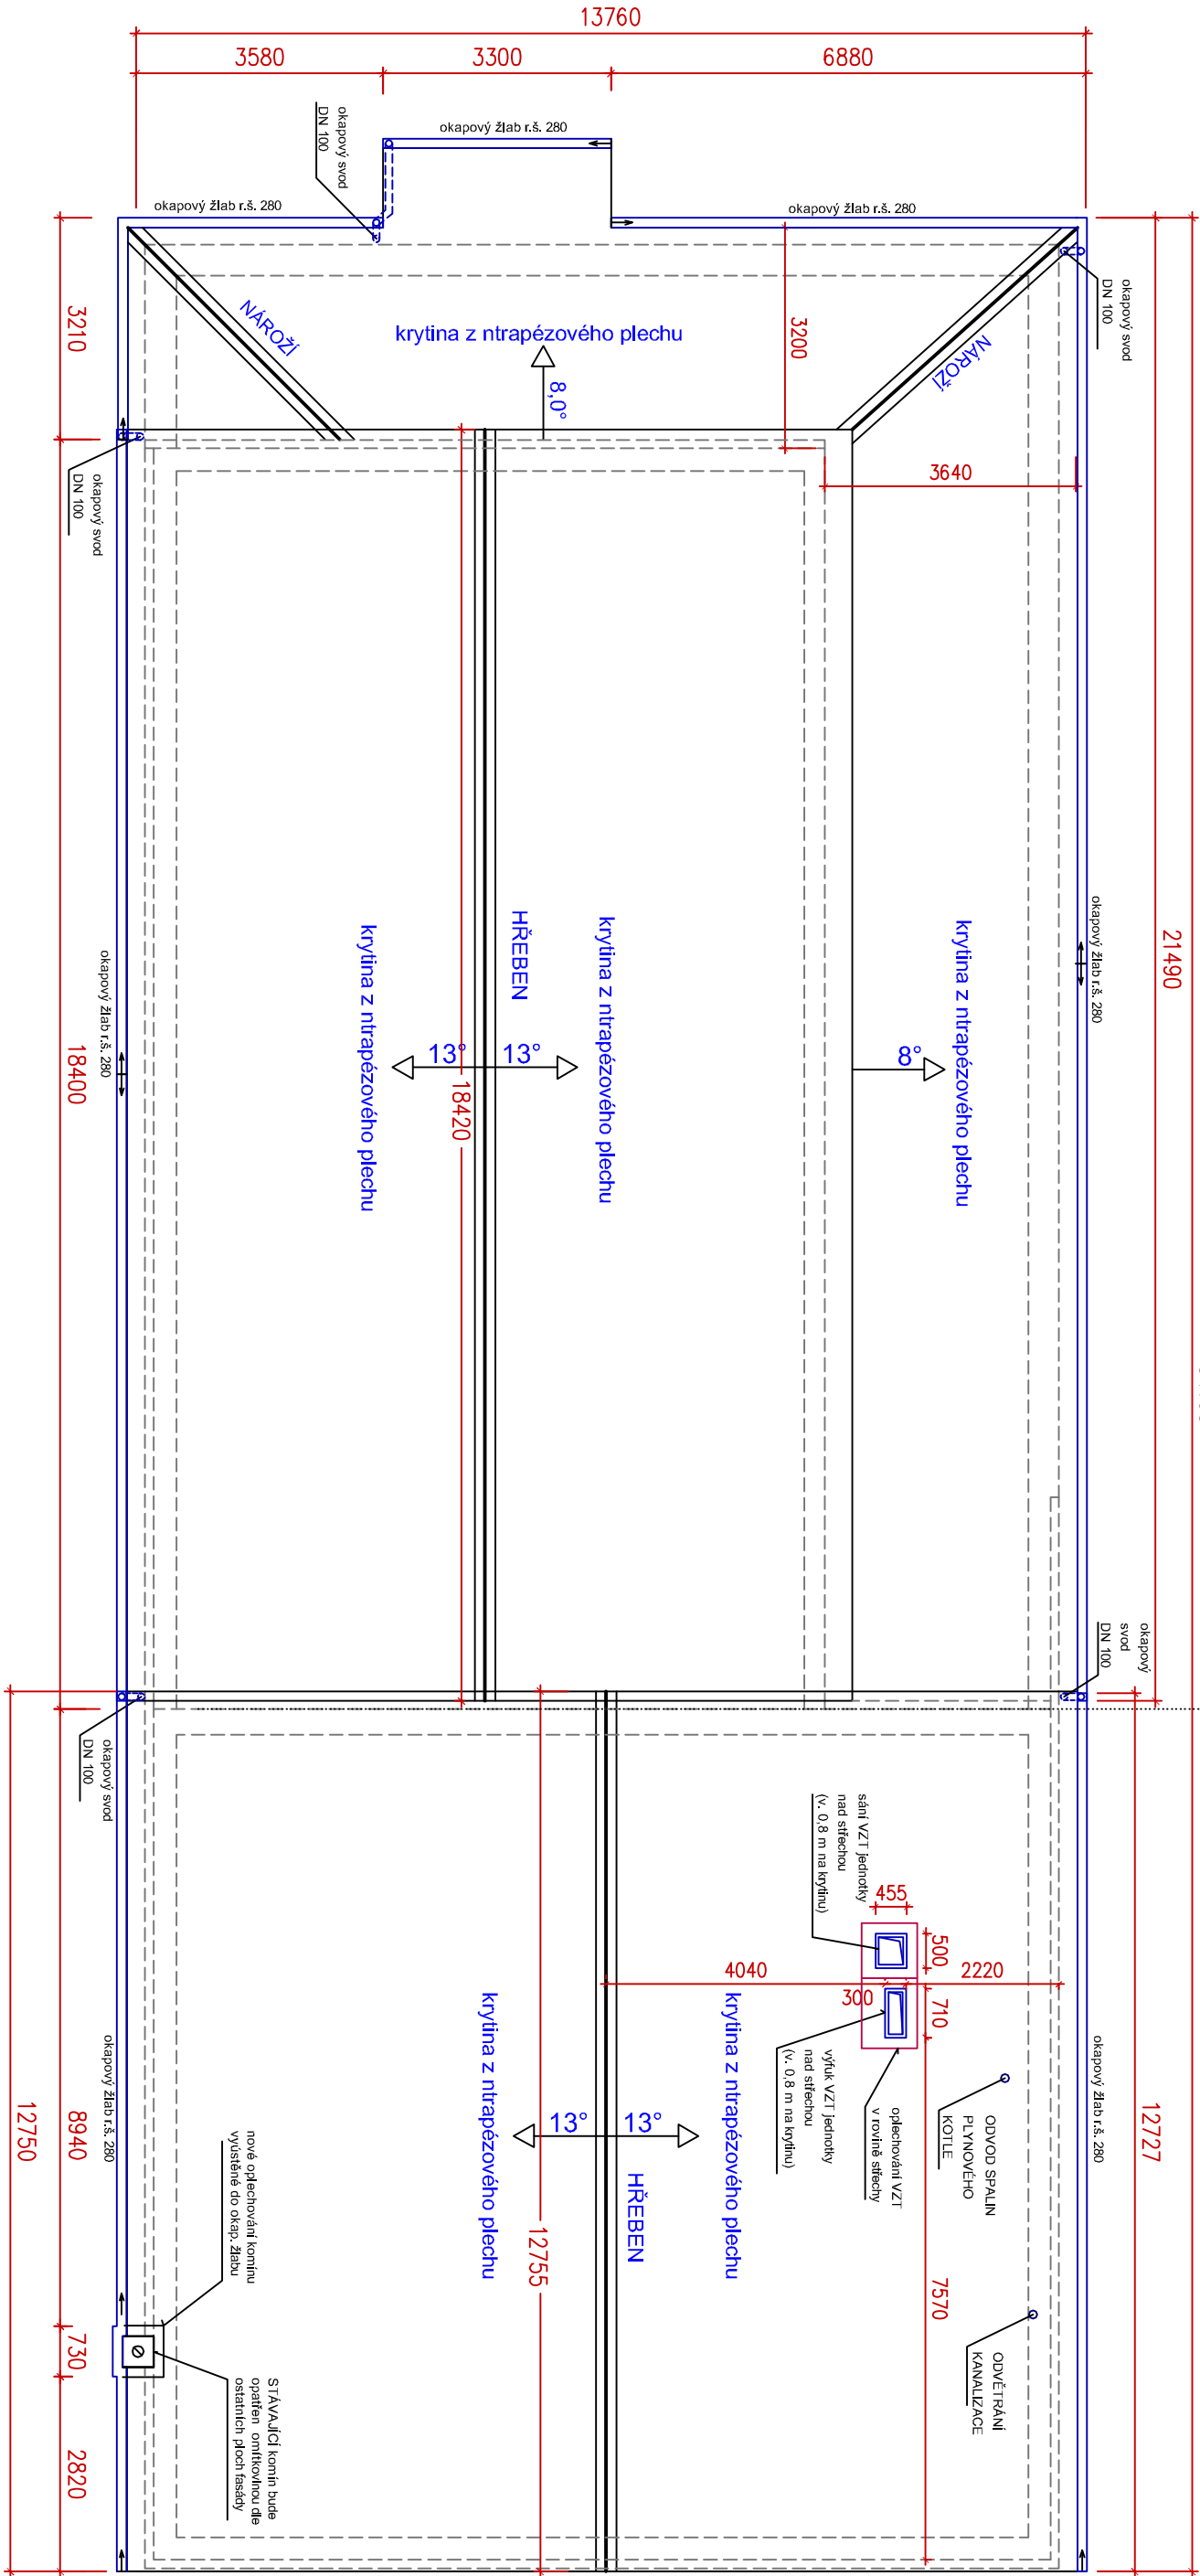 13760
3580
3300
6880
okapový žlab r.š. 280
okapový svod
DN 100
okapový žlab r.š. 280
okapový žlab r.š. 280
okapový svod
DN 100
3210
NÁROŽÍ
krytina z ntrapézového plechu
8,0°
3200
NÁROŽÍ
3640
okapový svod
DN 100
21490
okapový žlab r.š. 280
18400
okapový žlab r.š. 280
krytina z ntrapézového plechu
HŘEBEN
krytina z ntrapézového plechu
krytina z ntrapézového plechu
13°
13°
8°
18420
okapový
svod
DN 100
okapový svod
DN 100
sání VZT jednotky
nad střechou
(v. 0,8 m na krytinu)
455
500
4040
2220
300
710
výfuk VZT jednotky
nad střechou
(v. 0,8 m na krytinu)
oplechování VZT
v rovině střechy
ODVOD SPALIN
PLYNOVÉHO
KOTLE
okapový žlab r.š. 280
12727
krytina z ntrapézového plechu
krytina z ntrapézového plechu
13°
13°
HŘEBEN
12755
7570
ODVĚTRÁNÍ
KANALIZACE
okapový žlab r.š. 280
8940
12750
nové oplechování komínu
vyústěné do okap. žlabu
730
STÁVAJÍCÍ komín bude
opatřen omítkovinou dle
ostatních ploch fasády
2820